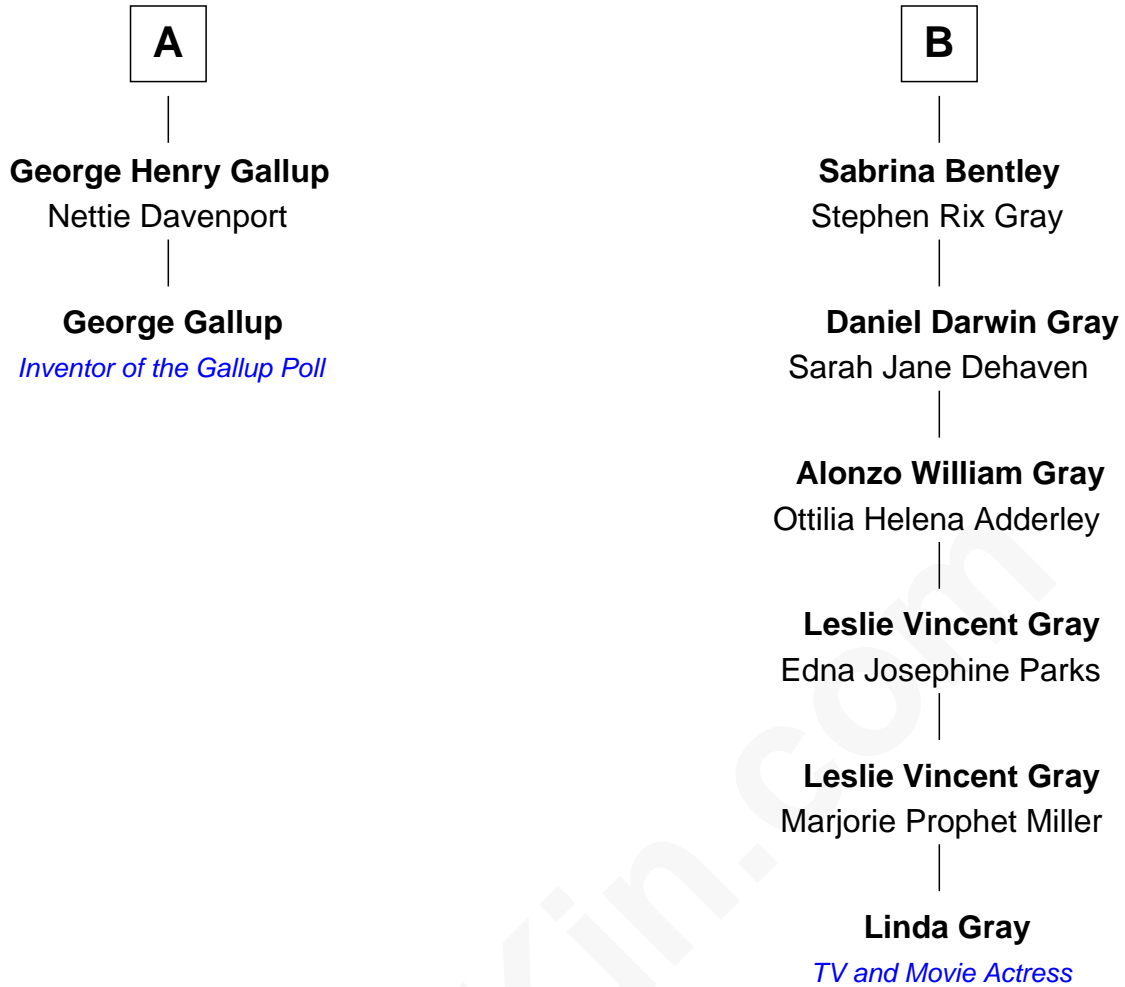 A
George Henry Gallup
Nettie Davenport
George Gallup
Inventor of the Gallup Poll
B
Sabrina Bentley
Stephen Rix Gray
Daniel Darwin Gray
Sarah Jane Dehaven
Alonzo William Gray
Ottilia Helena Adderley
Leslie Vincent Gray
Edna Josephine Parks
Leslie Vincent Gray
Marjorie Prophet Miller
Linda Gray
TV and Movie Actress
Kin.com